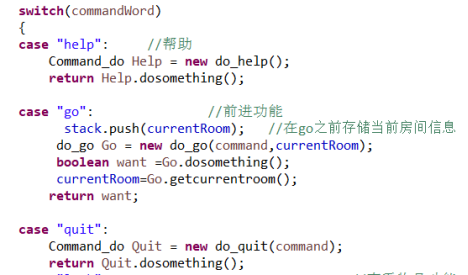 switch(commandWord)
{
case "help":     //帮助
    Command_do Help = new do_help();
    return Help.dosomething();
case "go":              //前进功能
     stack.push(currentRoom);   //在go之前存储当前房间信息
    do_go Go = new do_go(command,currentRoom);
    boolean want =Go.dosomething();
    currentRoom=Go.getcurrentroom();
   return want;
case "quit":
    Command_do Quit = new do_quit(command);
    return Quit.dosomething();